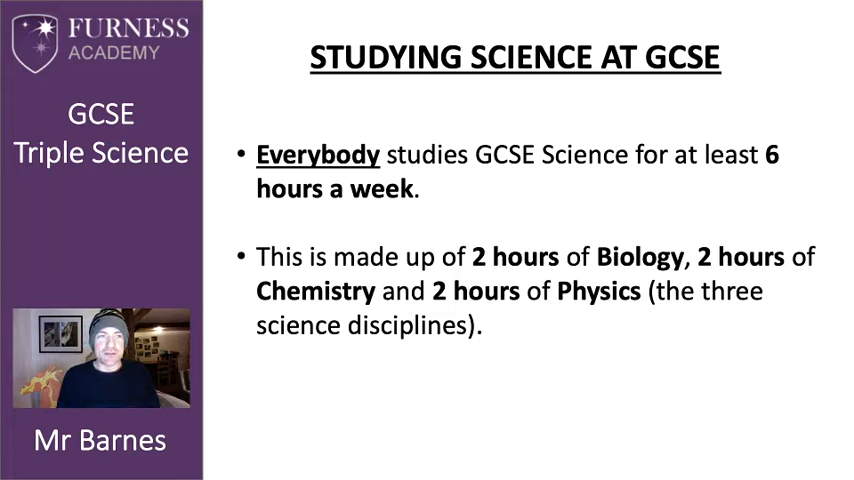 FURNESS
ACADEMY
GCSE
Triple Science
Mr Barnes
STUDYING SCIENCE AT GCSE
• Everybody studies GCSE Science for at least 6
hours a week.
• This is made up of 2 hours of Biology, 2 hours of
Chemistry and 2 hours of Physics (the three
science disciplines).